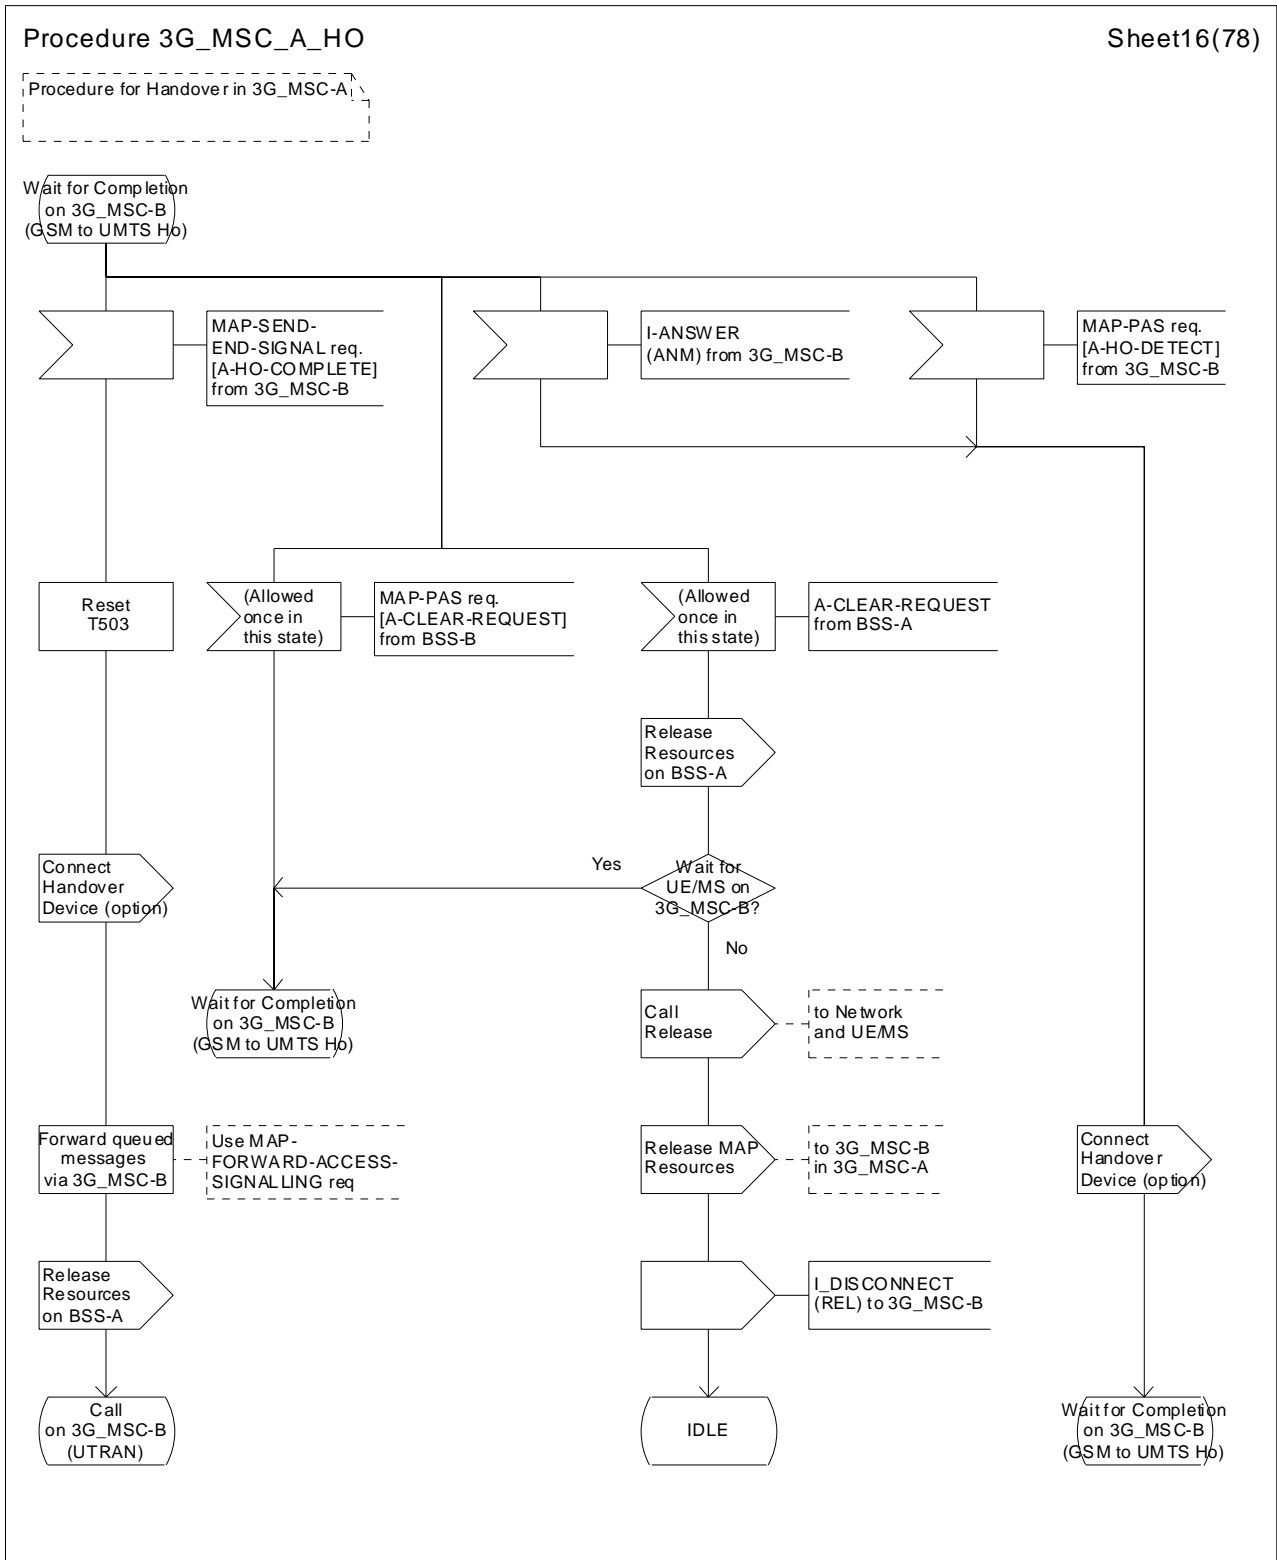 Procedure 3G_MSC_A_HO
Sheet16(78)
Procedure for Handover in 3G_MSC-A
Wait for Completion
on 3G_MSC-B
(GSM to UMTS Ho)
MAP-SEND-
END-SIGNAL req.
[A-HO-COMPLETE]
from 3G_MSC-B
I-ANSWER
(ANM) from 3G_MSC-B
MAP-PAS req.
[A-HO-DETECT]
from 3G_MSC-B
Reset
T503
(Allowed
once in
this state)
MAP-PAS req.
[A-CLEAR-REQUEST]
from BSS-B
(Allowed
once in
this state)
A-CLEAR-REQUEST
from BSS-A
Release
Resources
on BSS-A
Connect
Handover
Device (option)
Yes
Wait for
UE/MS on
3G_MSC-B?
No
Wait for Completion
on 3G_MSC-B
(GSM to UMTS Ho)
Call
Release
to Network
and UE/MS
Forward queued
messages
via 3G_MSC-B
Use MAP-
FORWARD-ACCESS-
SIGNALLING req
Release MAP
Resources
to 3G_MSC-B
in 3G_MSC-A
Connect
Handover
Device (option)
Release
Resources
on BSS-A
I_DISCONNECT
(REL) to 3G_MSC-B
Call
on 3G_MSC-B
(UTRAN)
IDLE
Wait for Completion
on 3G_MSC-B
(GSM to UMTS Ho)